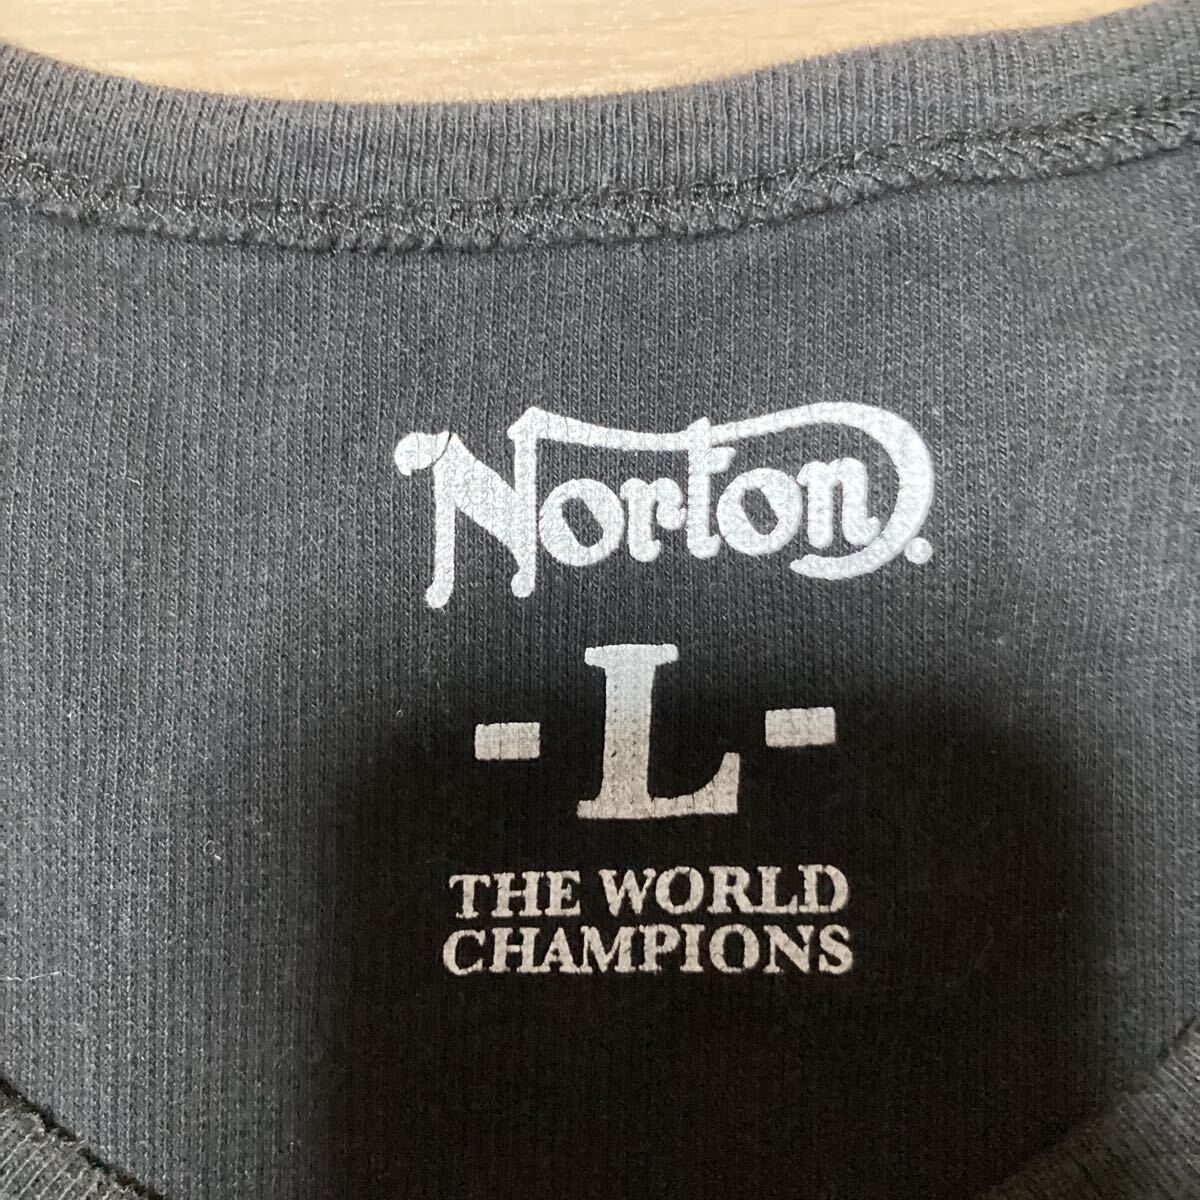 Norton
- L -
THE WORLD
CHAMPIONS